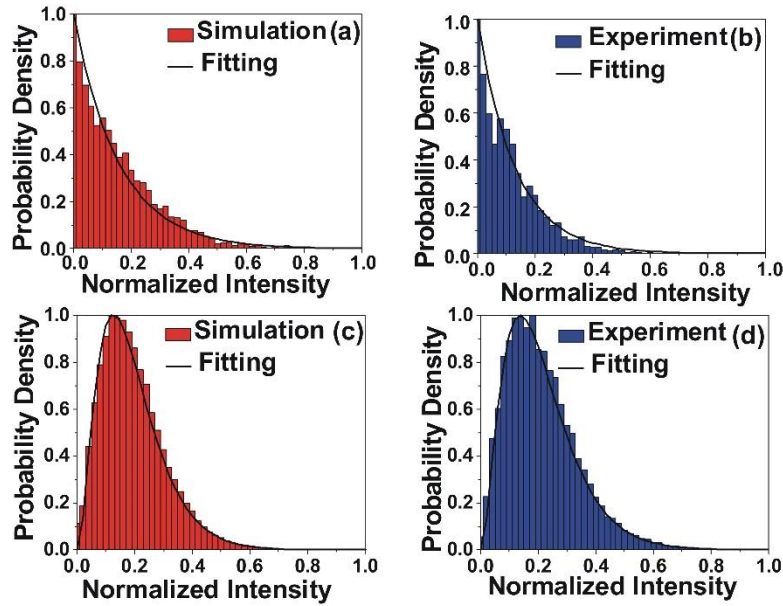 Simulation (a)
Fitting
Probability Density
1.0
0.8
0.6
0.4
0.2
0.0
0.0 0.2 0.4 0.6 0.8 1.0
Normalized Intensity
Experiment (b)
Fitting
Probability Density
1.0
0.8
0.6
0.4
0.2
0.0
0.0 0.2 0.4 0.6 0.8 1.0
Normalized Intensity
Simulation (c)
Fitting
Probability Density
1.0
0.8
0.6
0.4
0.2
0.0
0.0 0.2 0.4 0.6 0.8 1.0
Normalized Intensity
Experiment (d)
Fitting
Probability Density
1.0
0.8
0.6
0.4
0.2
0.0
0.0 0.2 0.4 0.6 0.8 1.0
Normalized Intensity